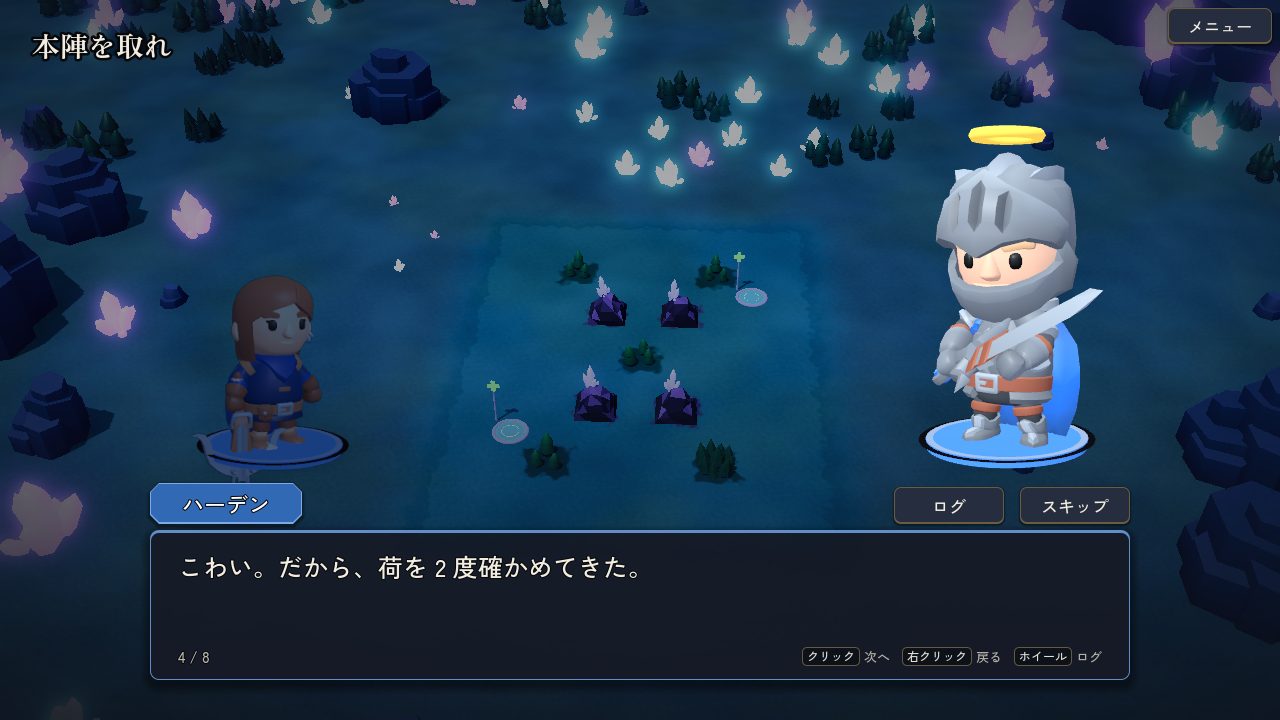 本陣を取れ
メニュー
ハーデン
ログ
スキップ
こわい。だから、荷を2度確かめてきた。
4 / 8
クリック 次へ 右クリック 戻る ホイール ログ